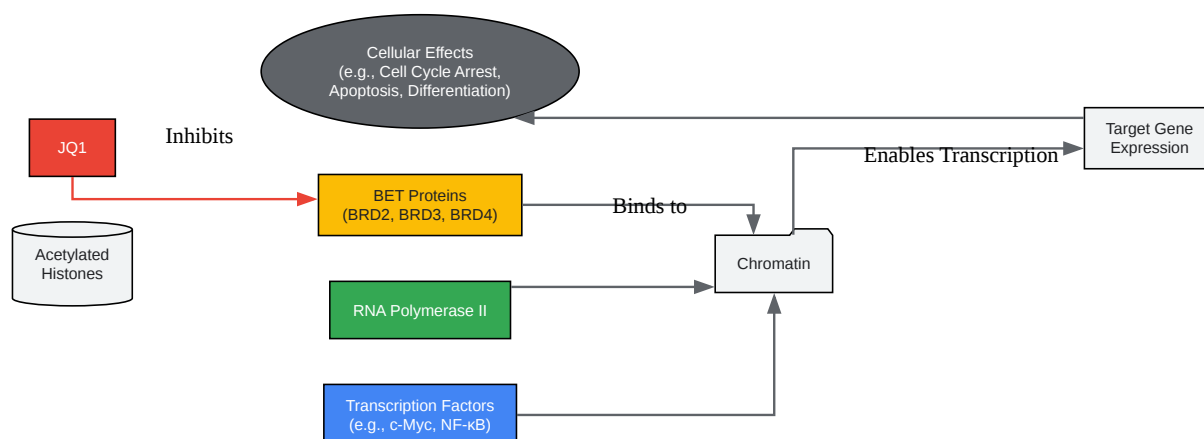 Cellular Effects
(e.g., Cell Cycle Arrest,
Apoptosis, Differentiation)
JQ1
Inhibits
Target Gene
Expression
Enables Transcription
BET Proteins
(BRD2, BRD3, BRD4)
Binds to
Acetylated
Histones
Chromatin
RNA Polymerase II
Transcription Factors
(e.g., c-Myc, NF-κB)